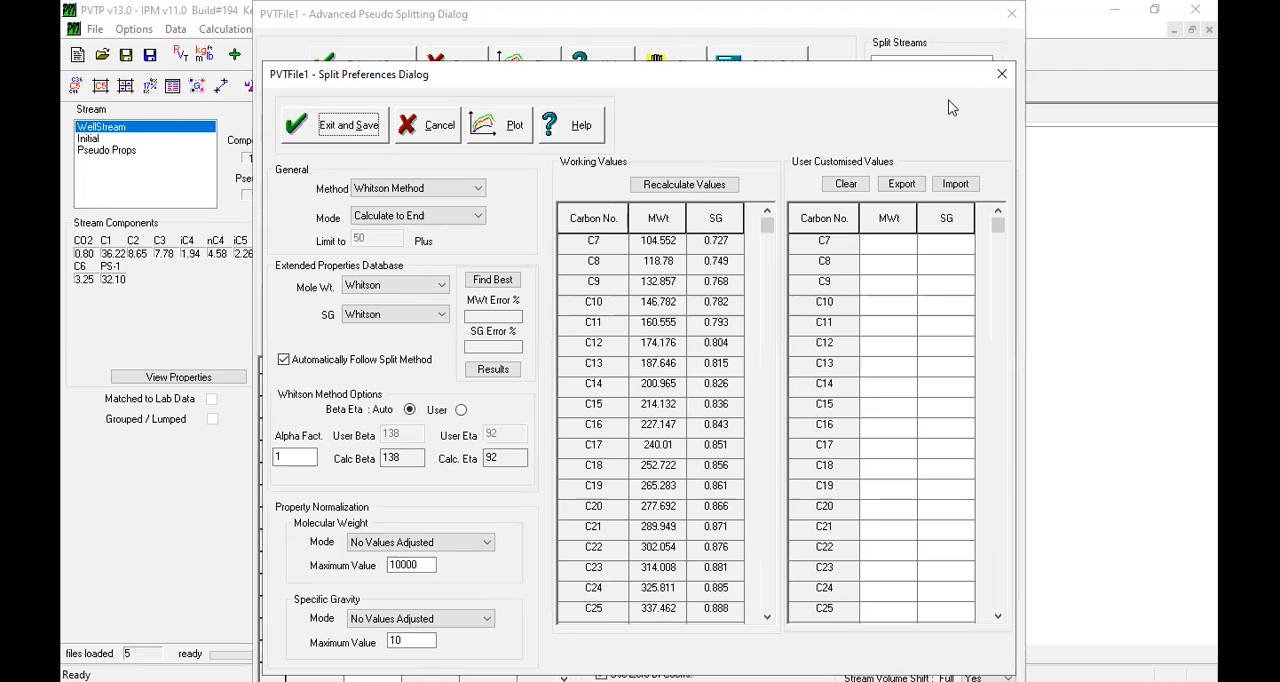 PVTP v13.0 - IPM v11.0 Build#194
PVTFile1 - Advanced Pseudo Splitting Dialog
File Options Data
Split Streams
PVTFile1 - Split Preferences Dialog
Stream
WellStream
Initial
Pseudo Props
Stream Components
CO2 C1 C2 C3 iC4 nC4 iC5
0.80 36.22 8.65 7.78 1.94 4.58 2.26
C6 PS-1
3.25 32.10
View Properties
Matched to Lab Data
Grouped / Lumped
files loaded 5 ready
Ready
Exit and Save Cancel Plot Help
General
Method Whitson Method
Mode Calculate to End
Limit to 50 Plus
Extended Properties Database
Mole Wt. Whitson
SG Whitson
Find Best
MWt Error %
SG Error %
Results
Automatically Follow Split Method
Whitson Method Options
Beta Eta : Auto User
Alpha Fact. User Beta 138 User Eta 92
1 Calc Beta 138 Calc. Eta 92
Property Normalization
Molecular Weight
Mode No Values Adjusted
Maximum Value 10000
Specific Gravity
Mode No Values Adjusted
Maximum Value 10
Working Values
Recalculate Values
Carbon No. MWt SG
C7 104.552 0.727
C8 118.78 0.749
C9 132.857 0.768
C10 146.782 0.782
C11 160.555 0.793
C12 174.176 0.804
C13 187.646 0.815
C14 200.965 0.826
C15 214.132 0.836
C16 227.147 0.843
C17 240.01 0.851
C18 252.722 0.856
C19 265.283 0.861
C20 277.692 0.866
C21 289.949 0.871
C22 302.054 0.876
C23 314.008 0.881
C24 325.811 0.885
C25 337.462 0.888
User Customised Values
Clear Export Import
Carbon No. MWt SG
C7
C8
C9
C10
C11
C12
C13
C14
C15
C16
C17
C18
C19
C20
C21
C22
C23
C24
C25
Stream Volume Shift : Full Yes